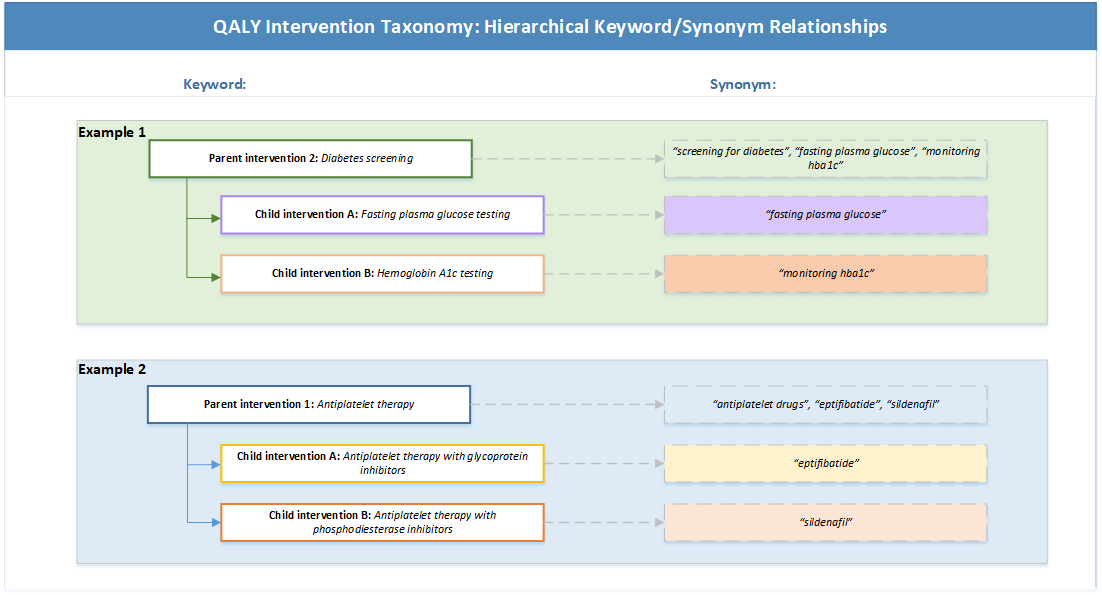 QALY Intervention Taxonomy: Hierarchical Keyword/Synonym Relationships
Keyword:
Synonym:
Example 1
Parent intervention 2: Diabetes screening
“screening for diabetes”, “fasting plasma glucose”, “monitoring
hba1c”
Child intervention A: Fasting plasma glucose testing
“fasting plasma glucose”
Child intervention B: Hemoglobin A1c testing
“monitoring hba1c”
Example 2
Parent intervention 1: Antiplatelet therapy
“antiplatelet drugs”, “eptifibatide”, “sildenafil”
Child intervention A: Antiplatelet therapy with glycoprotein
inhibitors
“eptifibatide”
Child intervention B: Antiplatelet therapy with
phosphodiesterase inhibitors
“sildenafil”